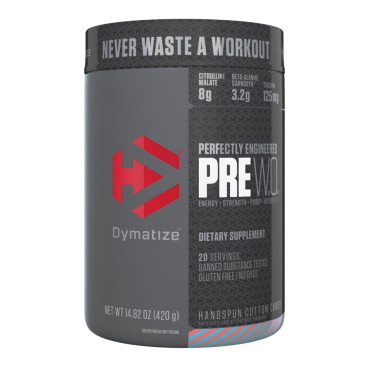 NEVER WASTE A WORKOUT
CITRULLINE MALATE 8g
BETA-ALANINE CARNOSYN 3.2g
125mg
PERFECTLY ENGINEERED
PRE W.O.
ENERGY • STRENGTH • PUMP •
Dymatize®
DIETARY SUPPLEMENT
20 SERVINGS
BANNED SUBSTANCE TESTED
GLUTEN FREE / NO DYES
NET WT 14.82 OZ (420 g)
HANDSPUN COTTON CANDY